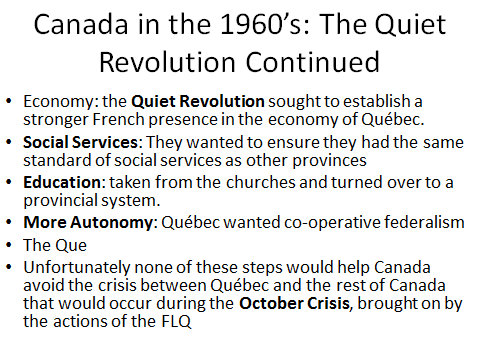 Canada in the 1960's: The Quiet
Revolution Continued
• Economy: the Quiet Revolution sought to establish a
stronger French presence in the economy of Québec.
• Social Services: They wanted to ensure they had the same
standard of social services as other provinces
• Education: taken from the churches and turned over to a
provincial system.
• More Autonomy: Québec wanted co-operative federalism
• The Que
• Unfortunately none of these steps would help Canada
avoid the crisis between Québec and the rest of Canada
that would occur during the October Crisis, brought on by
the actions of the FLQ